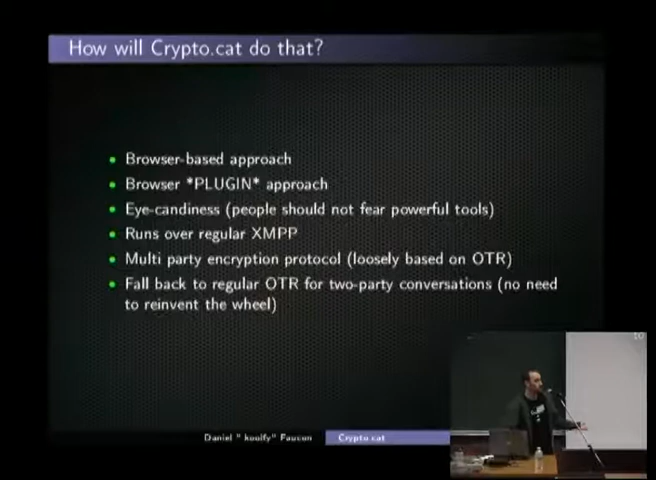 How will Crypto.cat do that?
Browser-based approach
Browser *PLUGIN* approach
Eye-candiness (people should not fear powerful tools)
Runs over regular XMPP
Multi party encryption protocol (loosely based on OTR)
Fall back to regular OTR for two-party conversations (no need
to reinvent the wheel)
Daniel "koolfy" Faucon
Crypto.cat